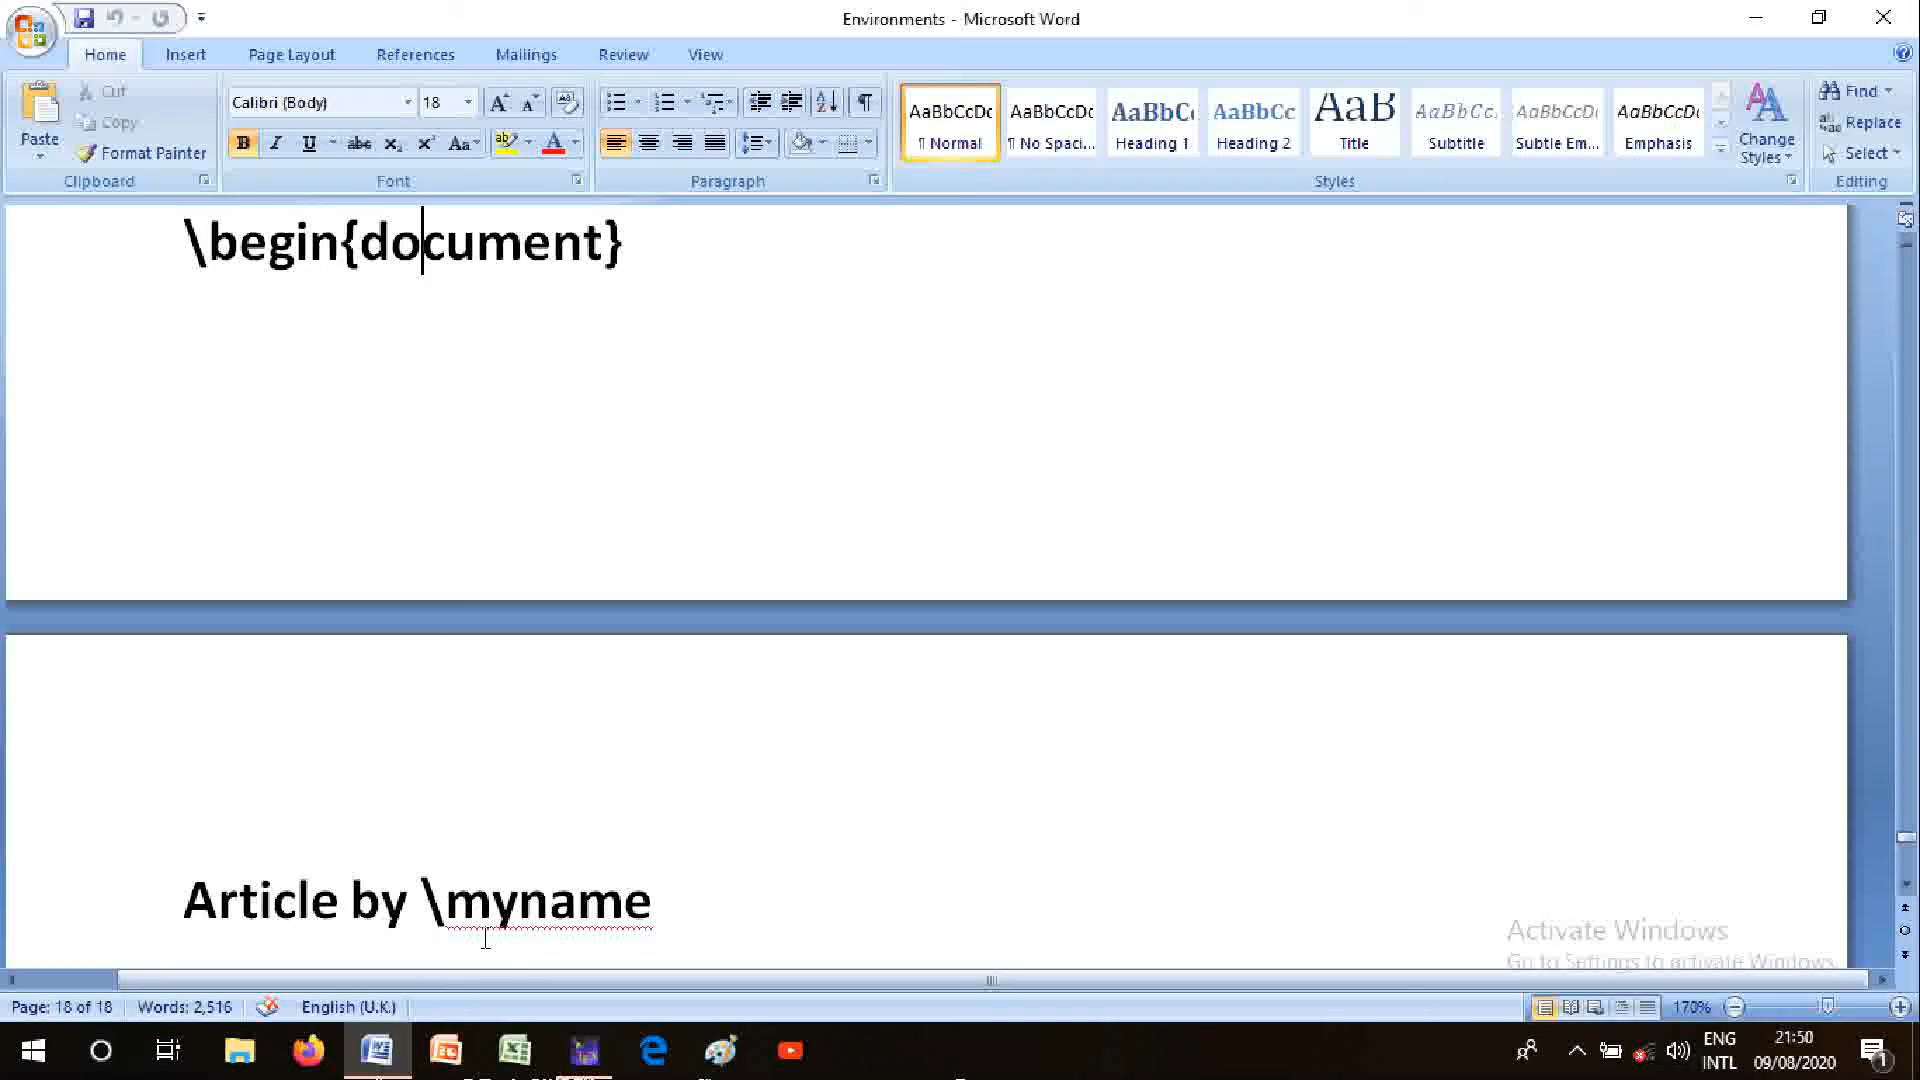 Environments - Microsoft Word
Home Insert Page Layout References Mailings Review View
Paste
Cut
Copy
Format Painter
Clipboard
Calibri (Body) 18
Font
Paragraph
AaBbCcDc AaBbCcDc AaBbC AaBbCc AaB AaBbCc. AaBbCcDi AaBbCcDi
¶ Normal ¶ No Spaci... Heading 1 Heading 2 Title Subtitle Subtle Em... Emphasis
Change Styles
Styles
Find
Replace
Select
Editing
\begin{document}
Article by \myname
Activate Windows
Go to Settings to activate Windows.
Page: 18 of 18 Words: 2,516 English (U.K.) 170%
ENG
INTL
21:50
09/08/2020
1